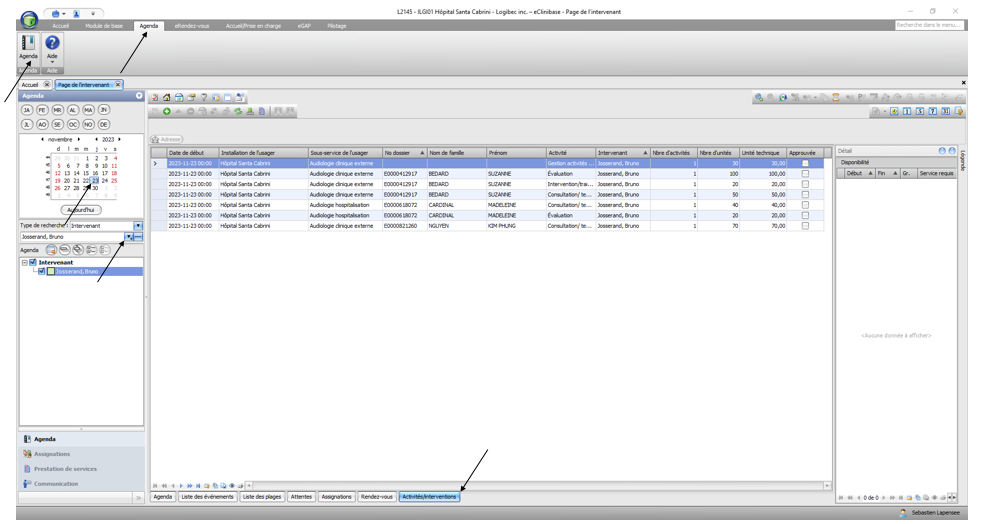 L2145 - ILGI01 Hôpital Santa Cabrini - Logibec inc. – eClinibase - Page de l'intervenant
Accueil Module de base Agenda eRendez-vous Accueil/Prise en charge eGAP Pilotage
Recherche dans le menu...
Agenda Aide
Agenda Aide
Accueil Page de l'intervenant
Agenda
JA FE MR AL MA JN
JL AO SE OC NO DE
novembre 2023
d l m m j v s
1 2 3 4
5 6 7 8 9 10 11
12 13 14 15 16 17 18
19 20 21 22 23 24 25
26 27 28 29 30
Aujourd'hui
Type de recherche : Intervenant
Josserand, Bruno
Agenda
Intervenant
Josserand, Bruno
Agenda
Assignations
Prestation de services
Communication
Adresse
Date de début Installation de l'usager Sous-service de l'usager No dossier Nom de famille Prénom Activité Intervenant Nbre d'activités Nbre d'unités Unité technique Approuvée
2023-11-23 00:00 Hôpital Santa Cabrini Audiologie clinique externe Gestion activités ... Josserand, Bruno 1 30 30,00
2023-11-23 00:00 Hôpital Santa Cabrini Audiologie clinique externe E0000412917 BEDARD SUZANNE Évaluation Josserand, Bruno 1 100 100,00
2023-11-23 00:00 Hôpital Santa Cabrini Audiologie clinique externe E0000412917 BEDARD SUZANNE Intervention/trai... Josserand, Bruno 1 20 20,00
2023-11-23 00:00 Hôpital Santa Cabrini Audiologie clinique externe E0000412917 BEDARD SUZANNE Consultation/ te... Josserand, Bruno 1 50 50,00
2023-11-23 00:00 Hôpital Santa Cabrini Audiologie hospitalisation E0000618072 CARDINAL MADELEINE Consultation/ te... Josserand, Bruno 1 40 40,00
2023-11-23 00:00 Hôpital Santa Cabrini Audiologie hospitalisation E0000618072 CARDINAL MADELEINE Évaluation Josserand, Bruno 1 20 20,00
2023-11-23 00:00 Hôpital Santa Cabrini Audiologie clinique externe E0000821260 NGUYEN KIM PHUNG Consultation/ te... Josserand, Bruno 1 70 70,00
Agenda Liste des événements Liste des plages Attentes Assignations Rendez-vous Activités/Interventions
Détail
Disponibilité
Début Fin Gr. Service requis
<Aucune donnée à afficher>
0 de 0
Légende
Sebastien Lapensee